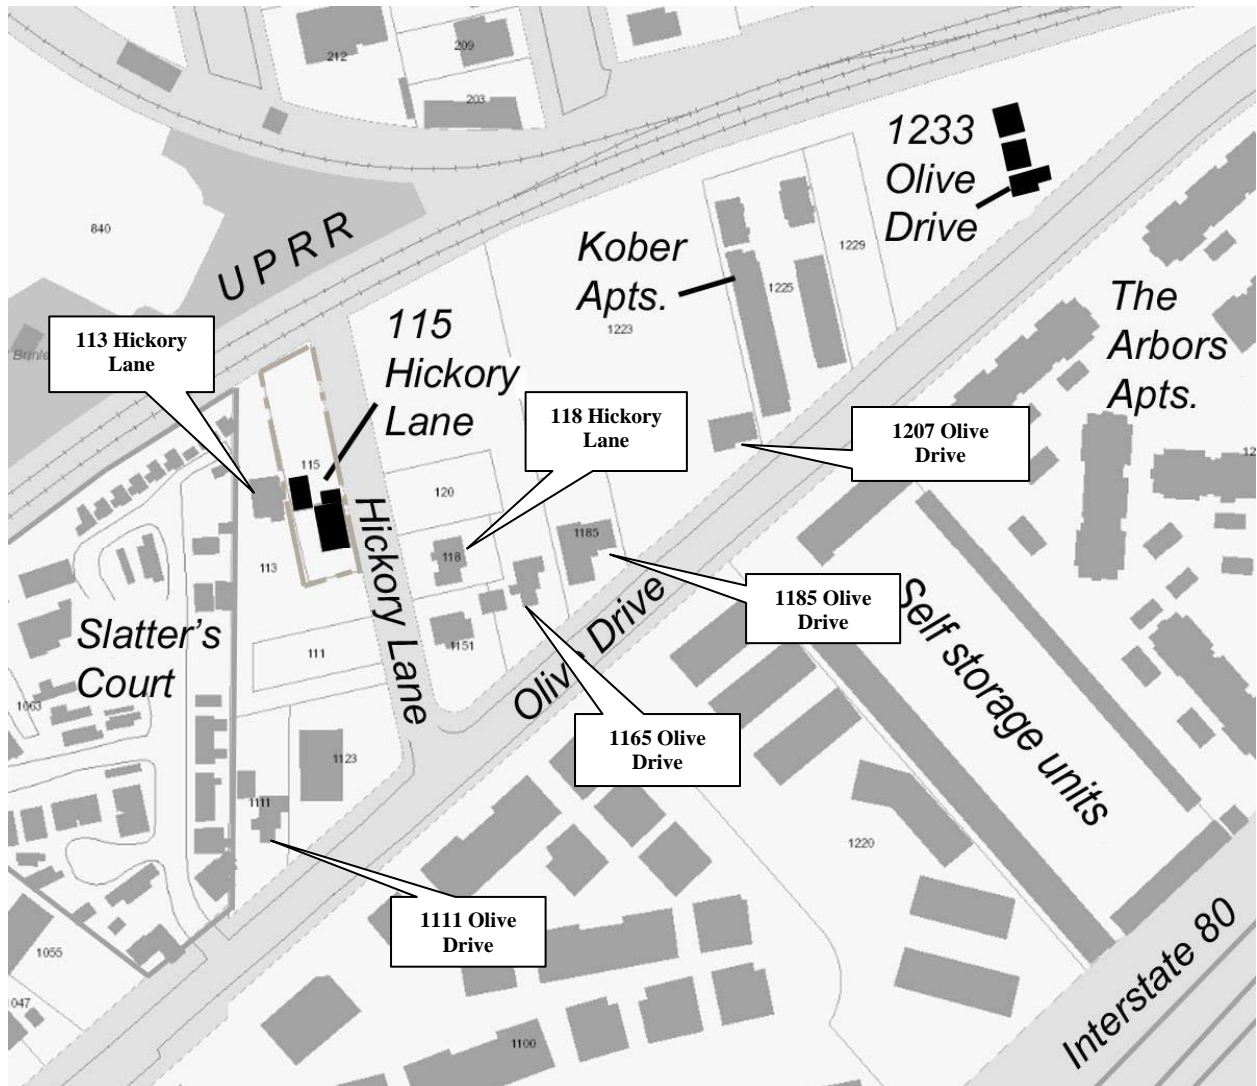 212
209
203
840
UPRR
1233
Olive
Drive
Kober
Apts.
1229
1225
1223
The
Arbors
Apts.
113 Hickory
Lane
115
Hickory
Lane
118 Hickory
Lane
1207 Olive
Drive
115
120
118
1185
113
Hickory Lane
1185 Olive
Drive
Slatter's
Court
111
1151
Olive Drive
Self storage units
1063
1165 Olive
Drive
1123
1111
1220
1111 Olive
Drive
1055
047
1100
Interstate 80